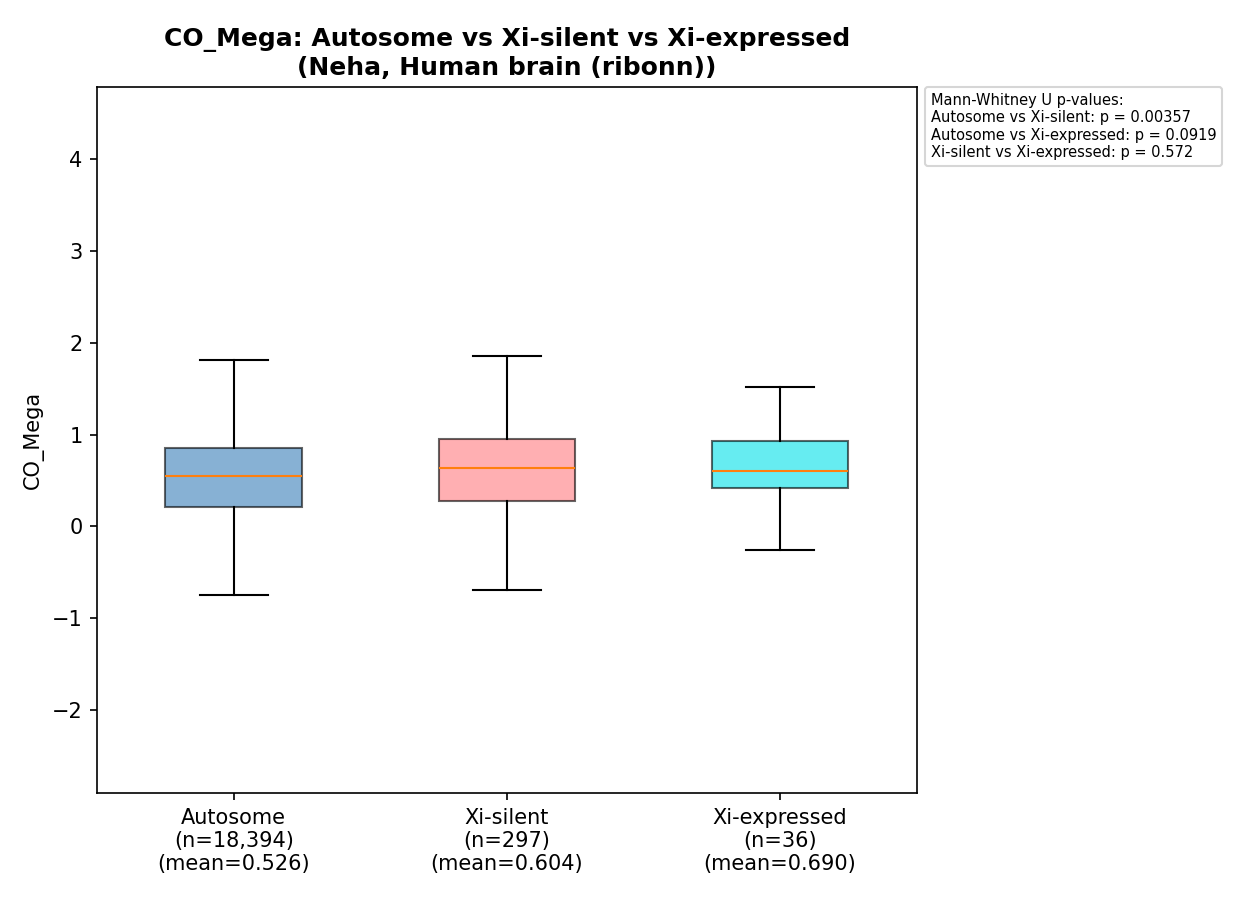 CO_Mega: Autosome vs Xi-silent vs Xi-expressed
(Neha, Human brain (ribonn))
Mann-Whitney U p-values:
Autosome vs Xi-silent: p = 0.00357
Autosome vs Xi-expressed: p = 0.0919
Xi-silent vs Xi-expressed: p = 0.572
CO_Mega
4
3
2
1
0
−1
−2
Autosome
(n=18,394)
(mean=0.526)
Xi-silent
(n=297)
(mean=0.604)
Xi-expressed
(n=36)
(mean=0.690)